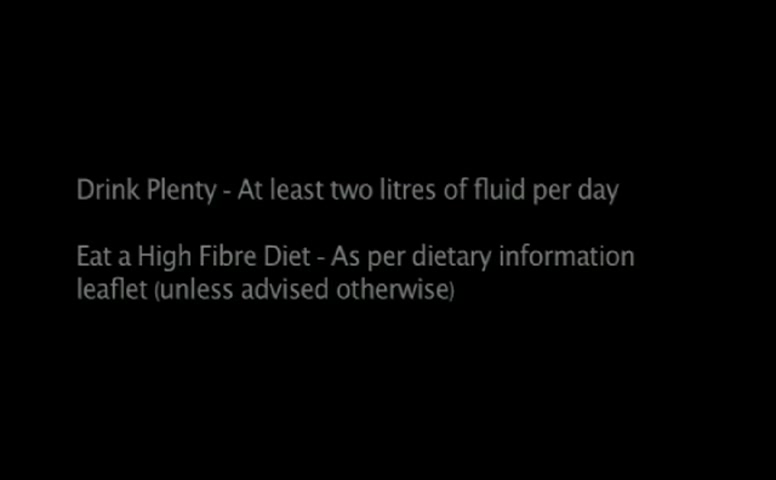 Drink Plenty - At least two litres of fluid per day
Eat a High Fibre Diet - As per dietary information
leaflet (unless advised otherwise)